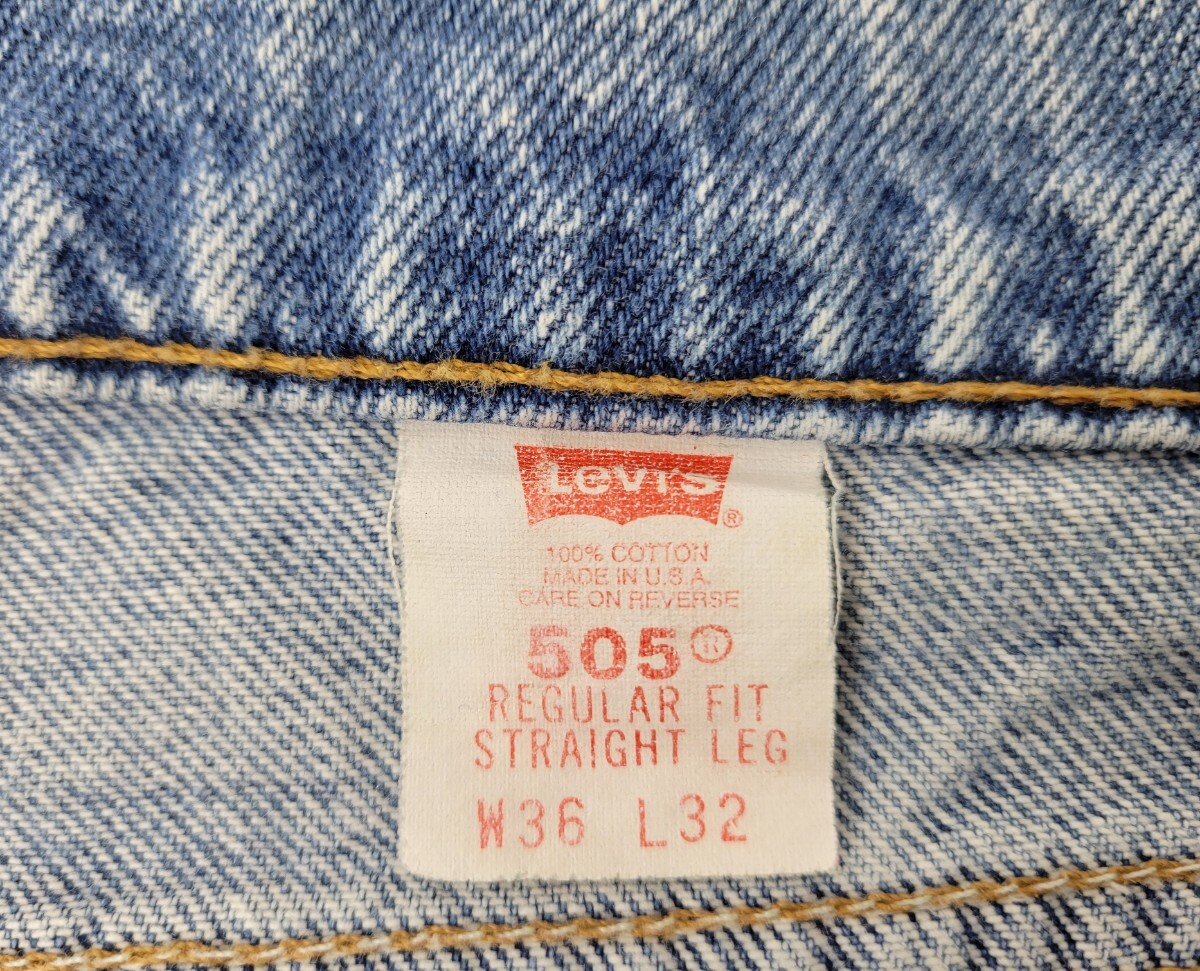 Levi's®
100% COTTON
MADE IN U.S.A.
CARE ON REVERSE
505®
REGULAR FIT
STRAIGHT LEG
W36 L32